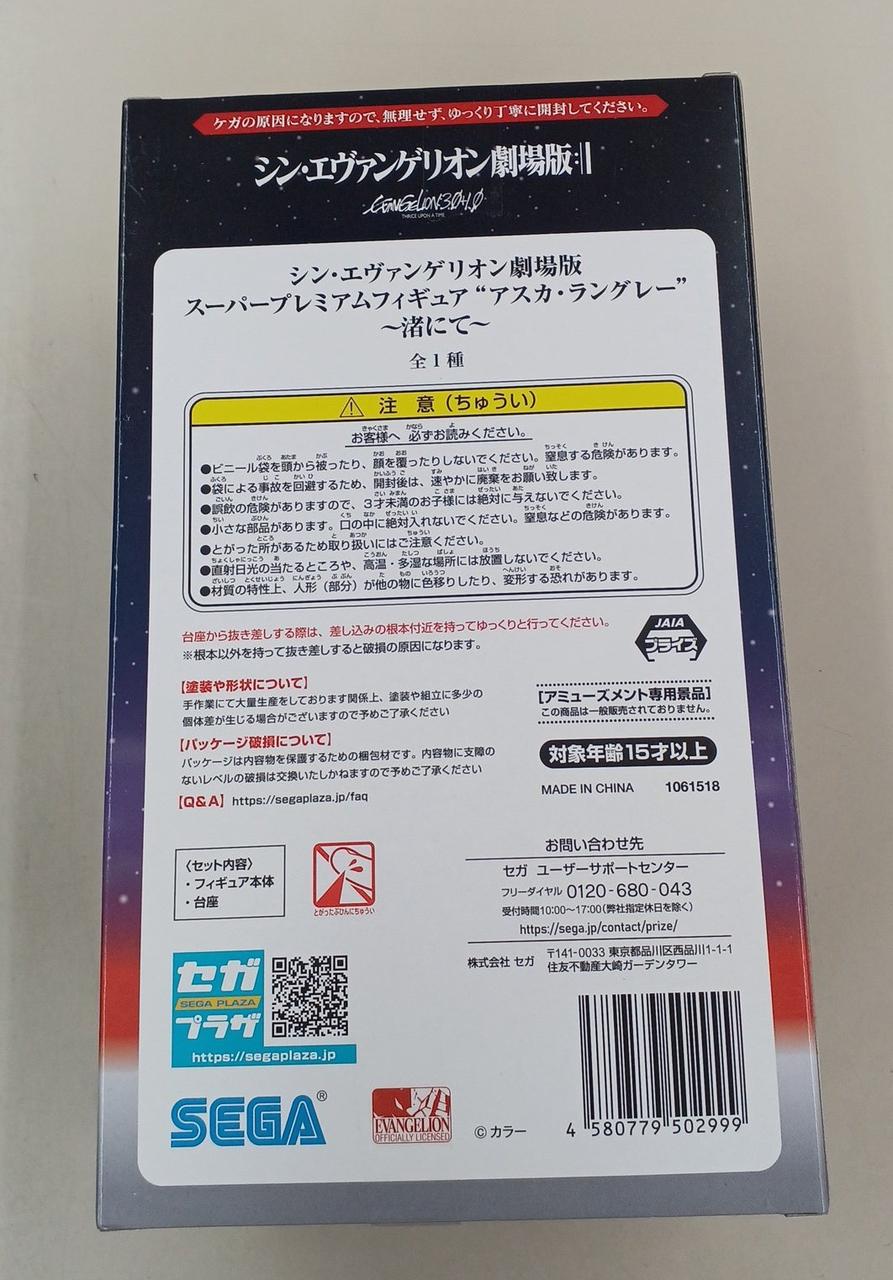 ケガの原因になりますので、無理せず、ゆっくり丁寧に開封してください。
シン・エヴァンゲリオン劇場版:||
EVANGELION:3.0+1.0
THRICE UPON A TIME
シン・エヴァンゲリオン劇場版
スーパープレミアムフィギュア“アスカ・ラングレー”
～渚にて～
全1種
注 意(ちゅうい)
お客様へ 必ずお読みください。
●ビニール袋を頭から被ったり、顔を覆ったりしないでください。窒息する危険があります。
●袋による事故を回避するため、開封後は、速やかに廃棄をお願い致します。
●誤飲の危険がありますので、3才未満のお子様には絶対に与えないでください。
●小さな部品があります。口の中に絶対入れないでください。窒息などの危険があります。
●とがった所があるため取り扱いにはご注意ください。
●直射日光の当たるところや、高温・多湿な場所には放置しないでください。
●材質の特性上、人形(部分)が他の物に色移りしたり、変形する恐れがあります。
台座から抜き差しする際は、差し込みの根本付近を持ってゆっくりと行ってください。
※根本以外を持って抜き差しすると破損の原因になります。
JAIA
プライズ
【塗装や形状について】
手作業にて大量生産をしております関係上、塗装や組立に多少の
個体差が生じる場合がございますので予めご了承ください
【パッケージ破損について】
パッケージは内容物を保護するための梱包材です。内容物に支障の
ないレベルの破損は交換いたしかねますので予めご了承ください
【Q&A】 https://segaplaza.jp/faq
[アミューズメント専用景品]
この商品は一般販売されておりません。
対象年齢15才以上
MADE IN CHINA 1061518
〈セット内容〉
・フィギュア本体
・台座
とがったぶひんにちゅうい
お問い合わせ先
セガ ユーザーサポートセンター
フリーダイヤル 0120-680-043
受付時間10:00～17:00(弊社指定休日を除く)
https://sega.jp/contact/prize/
株式会社 セガ 〒141-0033 東京都品川区西品川1-1-1
住友不動産大崎ガーデンタワー
セガ
SEGA PLAZA
プラザ
https://segaplaza.jp
SEGA®
EVANGELION
OFFICIALLY LICENSED
©カラー
4 580779 502999